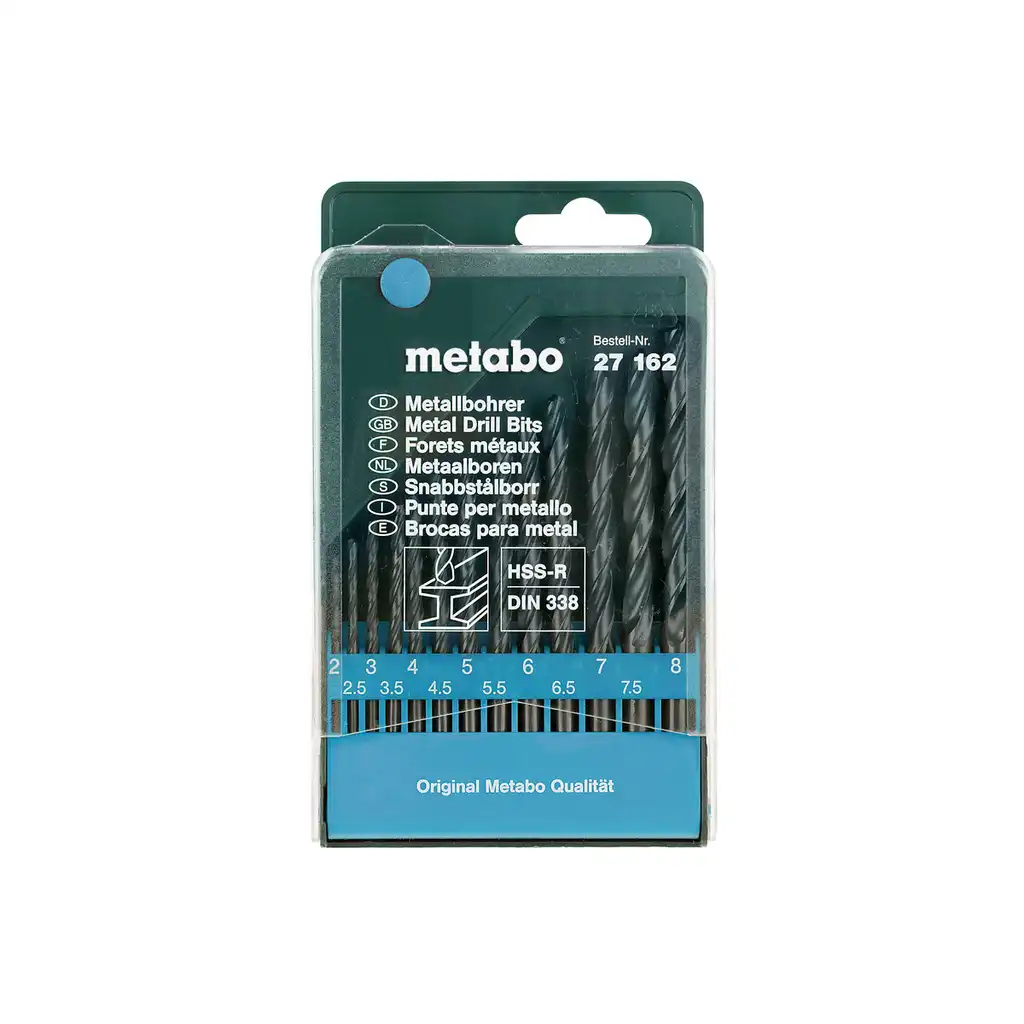 metabo®
Bestell-Nr.
27 162
D Metallbohrer
GB Metal Drill Bits
F Forets métaux
NL Metaalboren
S Snabbstålborr
I Punte per metallo
E Brocas para metal
HSS-R
DIN 338
2 3 4 5 6 7 8
2.5 3.5 4.5 5.5 6.5 7.5
Original Metabo Qualität